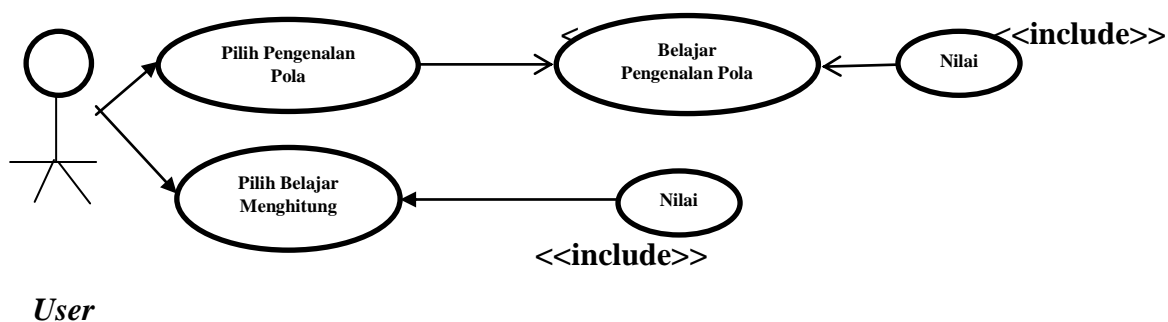 Pilih Pengenalan
Pola
<
Belajar
Pengenalan Pola
Nilai
<<include>>
Pilih Belajar
Menghitung
Nilai
<<include>>
User